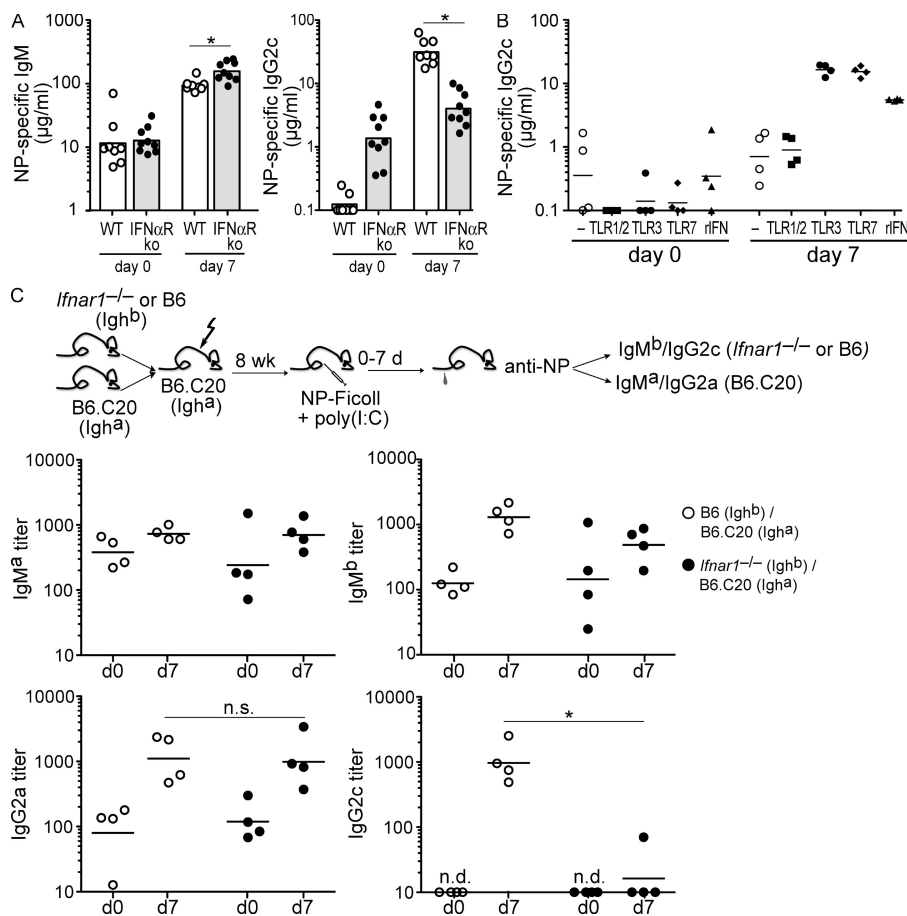 A
NP-specific IgM
(µg/ml)
1000
100
10
1
*
WT IFNαR ko WT IFNαR ko
day 0 day 7
NP-specific IgG2c
(µg/ml)
100
10
1
0.1
*
WT IFNαR ko WT IFNαR ko
day 0 day 7
B
NP-specific IgG2c
(µg/ml)
100
10
1
0.1
– TLR1/2 TLR3 TLR7 rIFN – TLR1/2 TLR3 TLR7 rIFN
day 0 day 7
C
Ifnar1–/– or B6
(Ighb)
B6.C20
(Igha)
B6.C20
(Igha)
8 wk
NP-Ficoll
+ poly(I:C)
0-7 d
anti-NP
IgMb/IgG2c (Ifnar1–/– or B6)
IgMa/IgG2a (B6.C20)
IgMa titer
10000
1000
100
10
d0 d7 d0 d7
IgMb titer
10000
1000
100
10
d0 d7 d0 d7
B6 (Ighb) /
B6.C20 (Igha)
Ifnar1–/– (Ighb) /
B6.C20 (Igha)
IgG2a titer
10000
1000
100
10
n.s.
d0 d7 d0 d7
IgG2c titer
10000
1000
100
10
*
n.d. n.d.
d0 d7 d0 d7